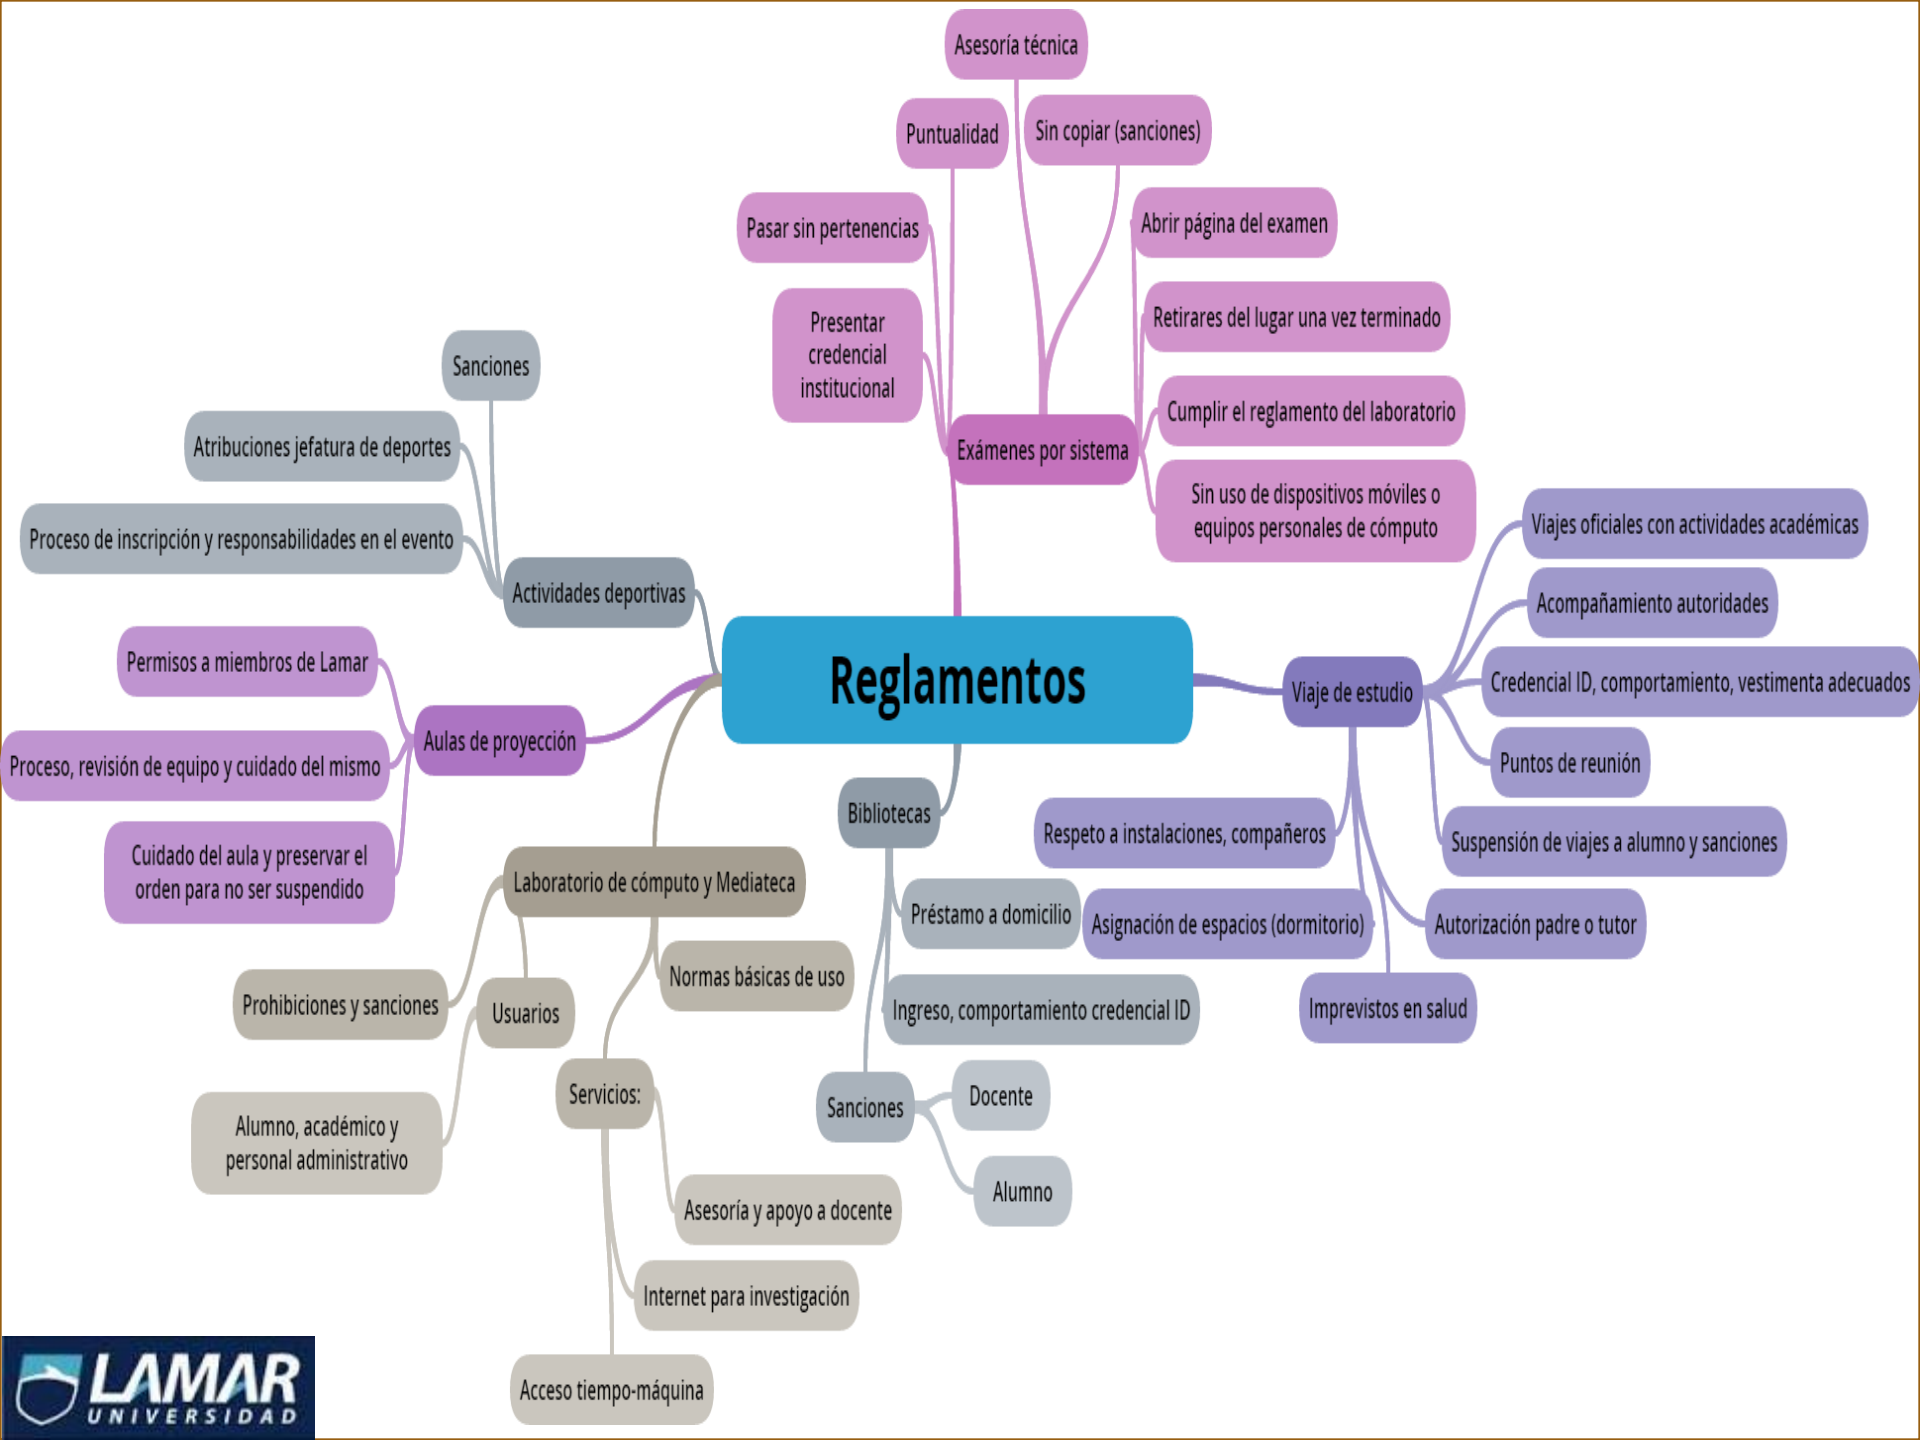 Asesoría técnica
Puntualidad
Sin copiar (sanciones)
Pasar sin pertenencias
Abrir página del examen
Presentar
credencial
institucional
Retirares del lugar una vez terminado
Cumplir el reglamento del laboratorio
Exámenes por sistema
Sin uso de dispositivos móviles o
equipos personales de cómputo
Sanciones
Atribuciones jefatura de deportes
Proceso de inscripción y responsabilidades en el evento
Actividades deportivas
Permisos a miembros de Lamar
Aulas de proyección
Proceso, revisión de equipo y cuidado del mismo
Cuidado del aula y preservar el
orden para no ser suspendido
Reglamentos
Viaje de estudio
Viajes oficiales con actividades académicas
Acompañamiento autoridades
Credencial ID, comportamiento, vestimenta adecuados
Puntos de reunión
Suspensión de viajes a alumno y sanciones
Respeto a instalaciones, compañeros
Asignación de espacios (dormitorio)
Autorización padre o tutor
Imprevistos en salud
Bibliotecas
Préstamo a domicilio
Ingreso, comportamiento credencial ID
Sanciones
Docente
Alumno
Laboratorio de cómputo y Mediateca
Normas básicas de uso
Prohibiciones y sanciones
Usuarios
Alumno, académico y
personal administrativo
Servicios:
Asesoría y apoyo a docente
Internet para investigación
Acceso tiempo-máquina
LAMAR
UNIVERSIDAD